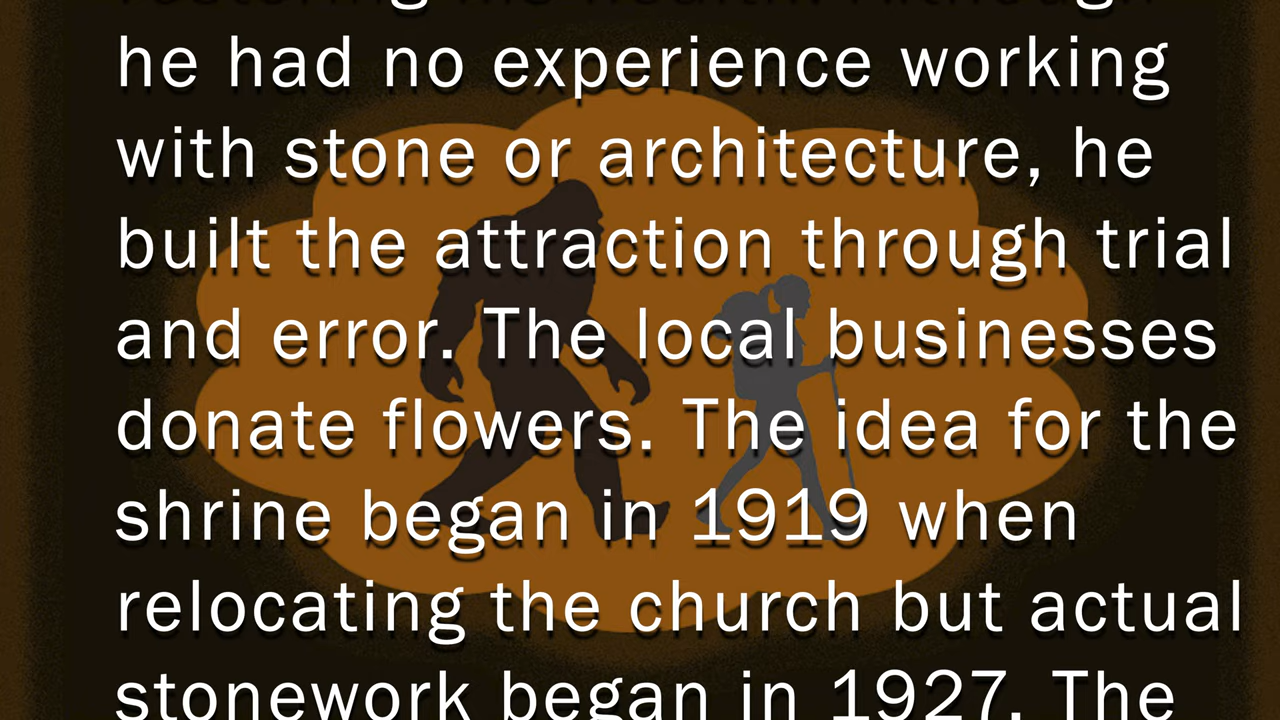 he had no experience working
with stone or architecture, he
built the attraction through trial
and error. The local businesses
donate flowers. The idea for the
shrine began in 1919 when
relocating the church but actual
stonework began in 1927. The